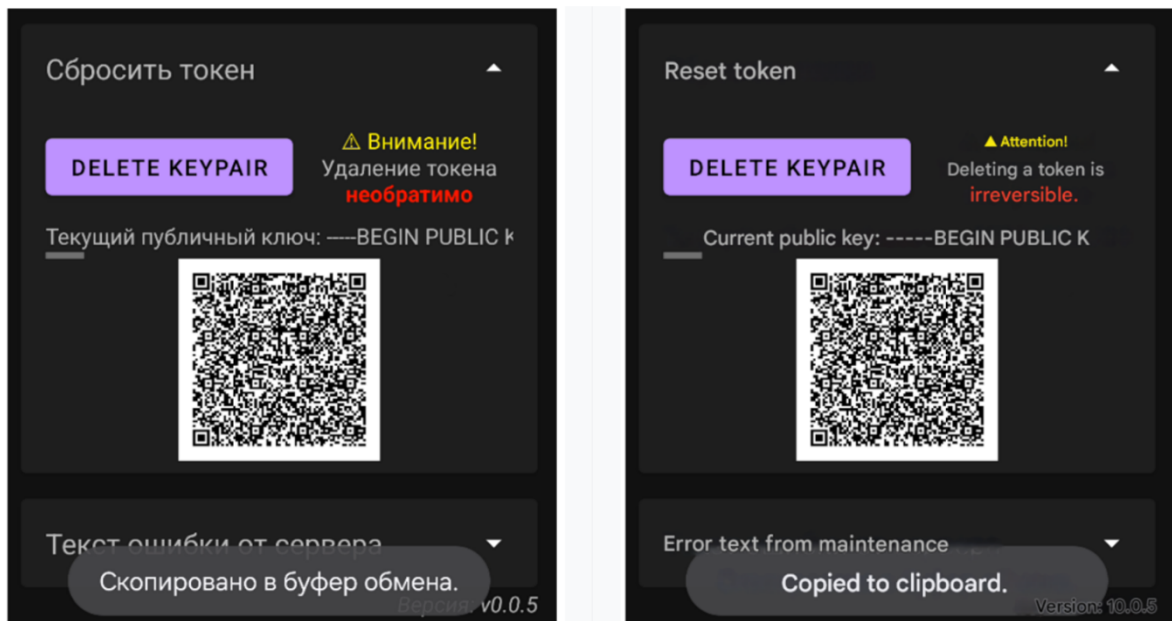 Сбросить токен
DELETE KEYPAIR
⚠ Внимание!
Удаление токена
необратимо
Текущий публичный ключ: -----BEGIN PUBLIC K
Текст ошибки от сервера
Скопировано в буфер обмена.
Версия: v0.0.5
Reset token
DELETE KEYPAIR
▲ Attention!
Deleting a token is
irreversible.
Current public key: -----BEGIN PUBLIC K
Error text from maintenance
Copied to clipboard.
Version: 10.0.5